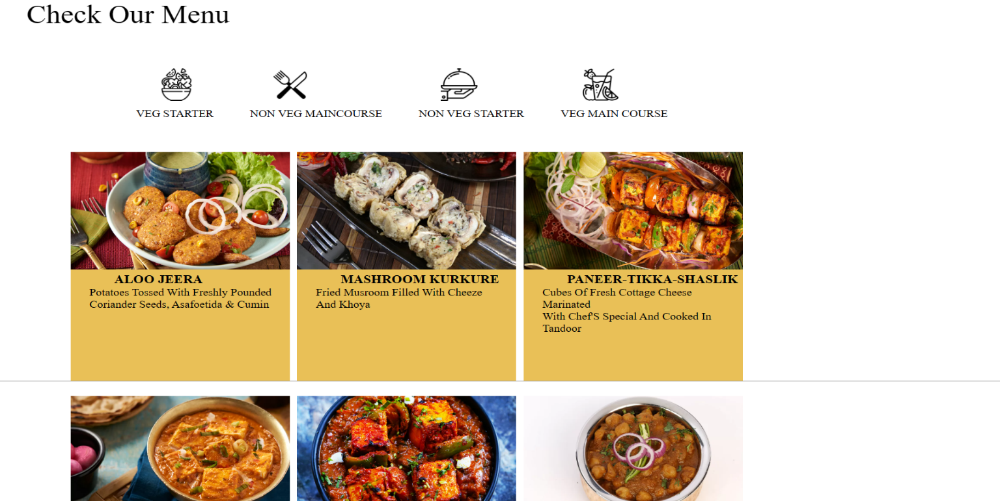 Check Our Menu
VEG STARTER
NON VEG MAINCOURSE
NON VEG STARTER
VEG MAIN COURSE
ALOO JEERA
Potatoes Tossed With Freshly Pounded
Coriander Seeds, Asafoetida & Cumin
MASHROOM KURKURE
Fried Musroom Filled With Cheeze
And Khoya
PANEER-TIKKA-SHASLIK
Cubes Of Fresh Cottage Cheese
Marinated
With Chef'S Special And Cooked In
Tandoor